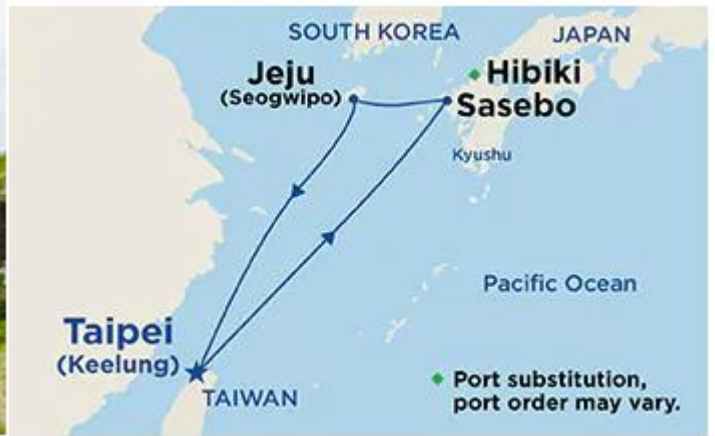 SOUTH KOREA
JAPAN
Jeju
(Seogwipo)
Hibiki
Sasebo
Kyushu
Pacific Ocean
Taipei
(Keelung)
TAIWAN
Port substitution,
port order may vary.